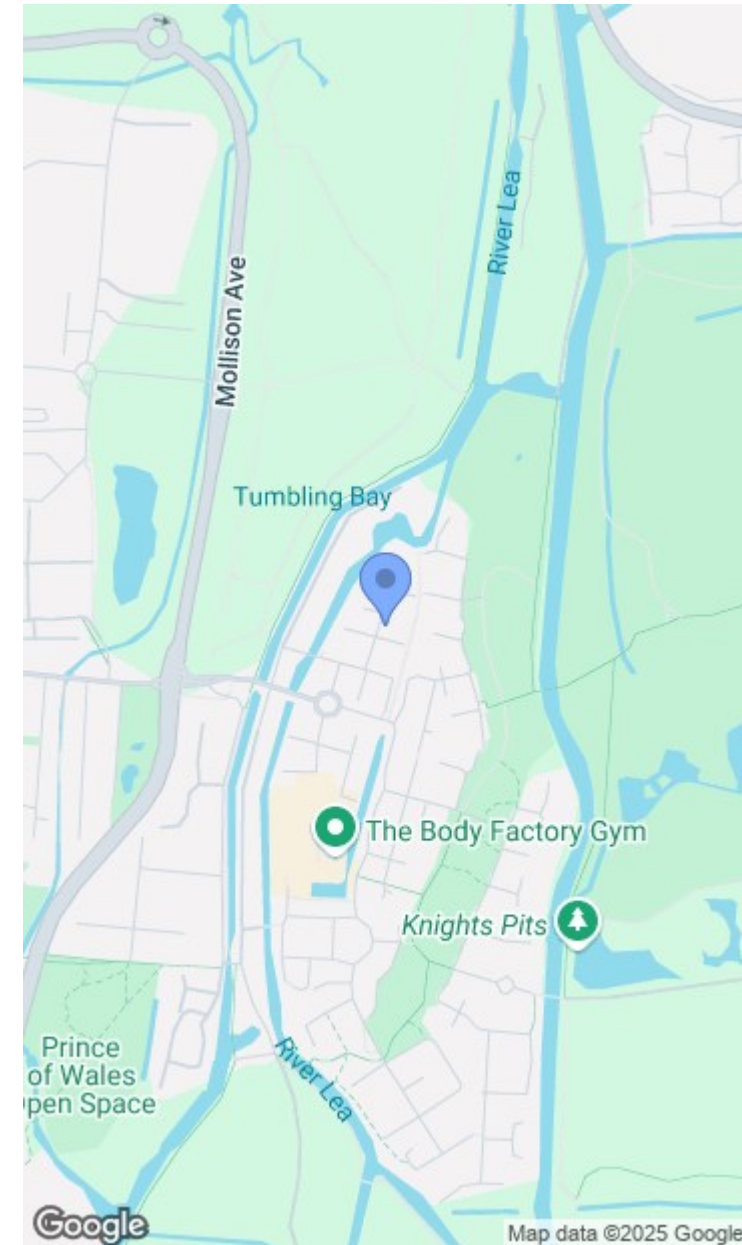 River Lea
Mollison Ave
Tumbling Bay
The Body Factory Gym
Knights Pits
Prince
of Wales
Open Space
River Lea
Google
Map data ©2025 Google